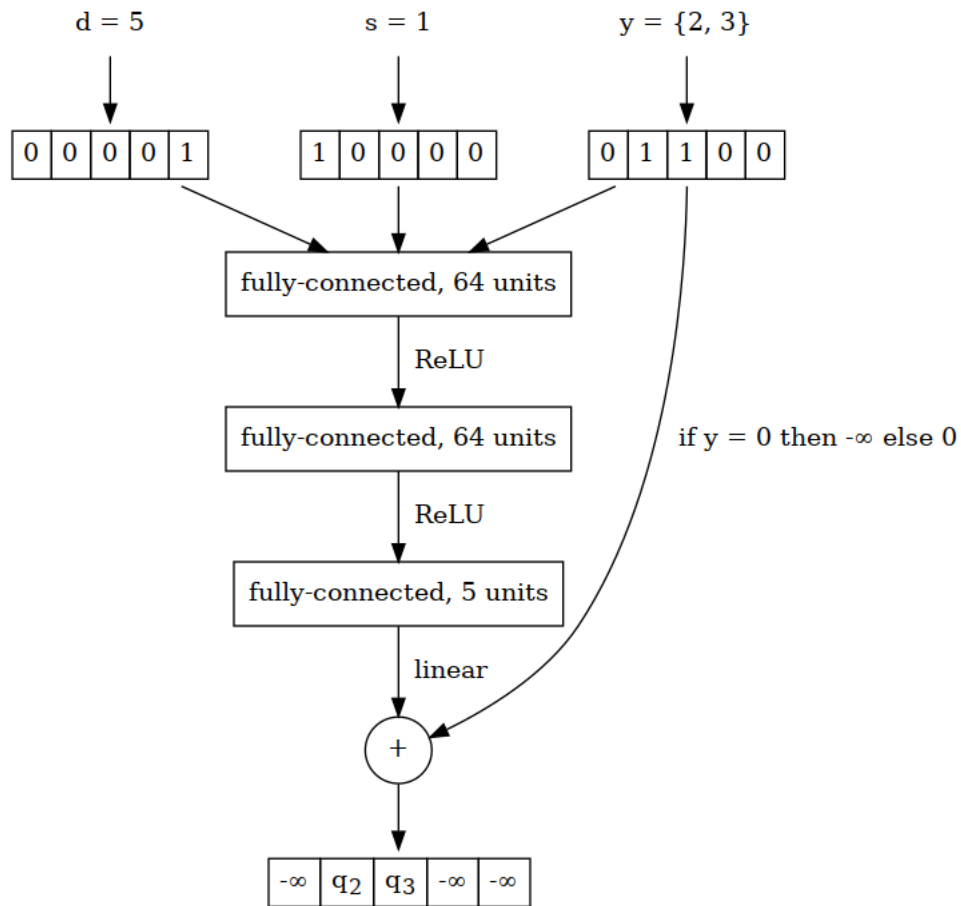 d = 5 s = 1 y = {2, 3}
0 0 0 0 1 1 0 0 0 0 0 1 1 0 0
fully-connected, 64 units
ReLU
fully-connected, 64 units
if y = 0 then -∞ else 0
ReLU
fully-connected, 5 units
linear
+
-∞ q₂ q₃ -∞ -∞